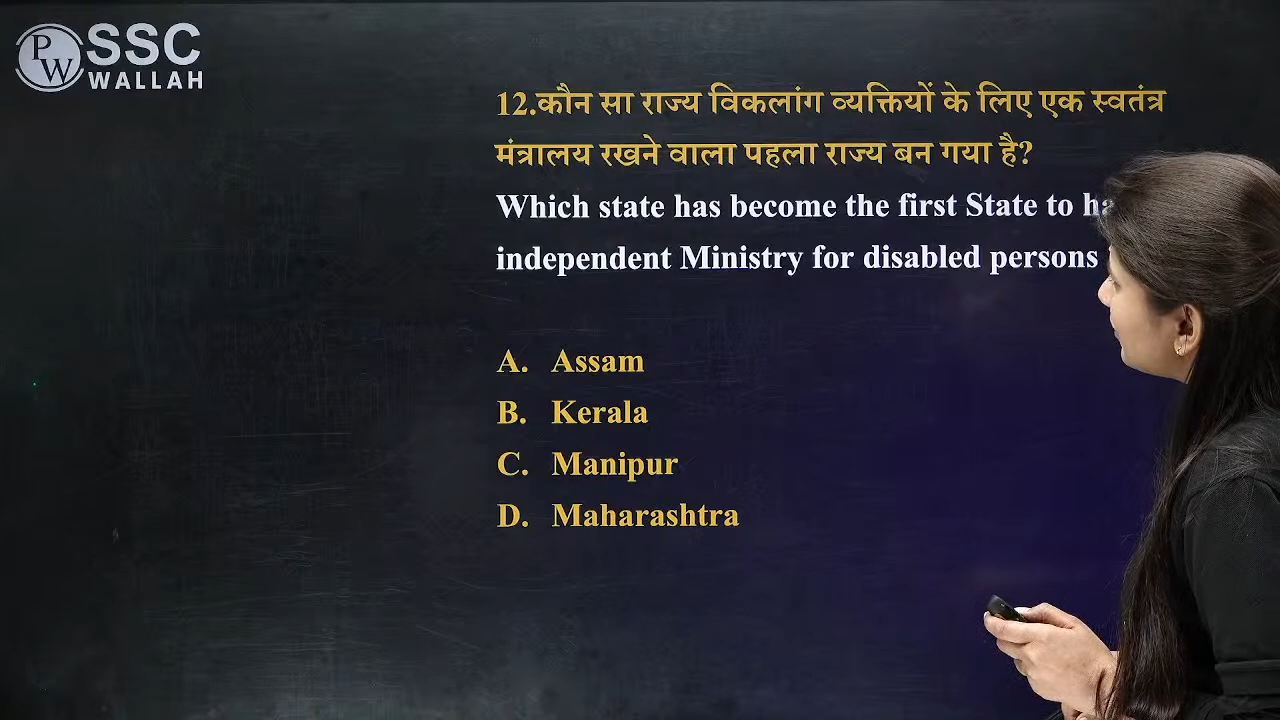 PW SSC
WALLAH
12.कौन सा राज्य विकलांग व्यक्तियों के लिए एक स्वतंत्र
मंत्रालय रखने वाला पहला राज्य बन गया है?
Which state has become the first State to
independent Ministry for disabled persons
A. Assam
B. Kerala
C. Manipur
D. Maharashtra